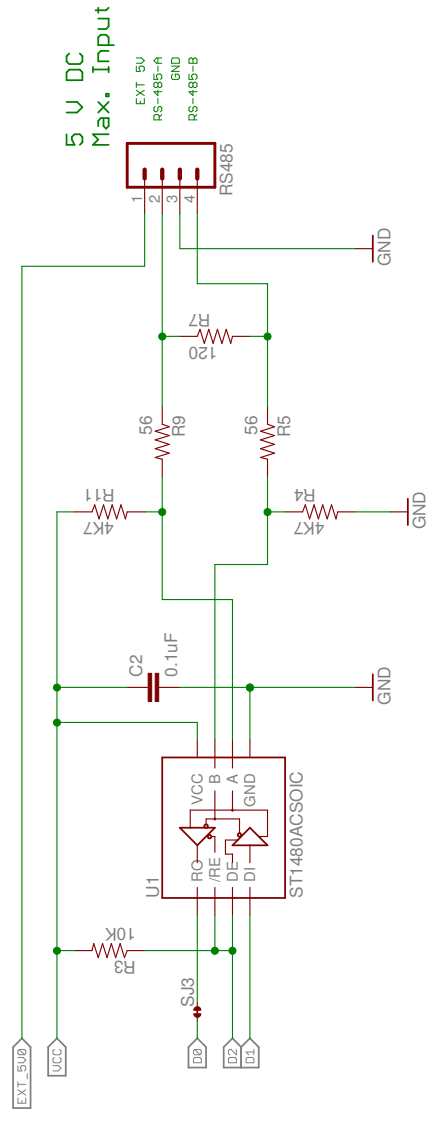 5 V DC
Max. Input
EXT 5V
RS-485-A
GND
RS-485-B
1
2
3
4
RS485
GND
R7
120
56
R9
56
R5
R11
4K7
R4
4K7
GND
C2
0.1uF
GND
U1
VCC
B
A
GND
RO
/RE
DE
DI
ST1480ACSOIC
R3
10K
SJ3
EXT_5V0
VCC
D0
D2
D1